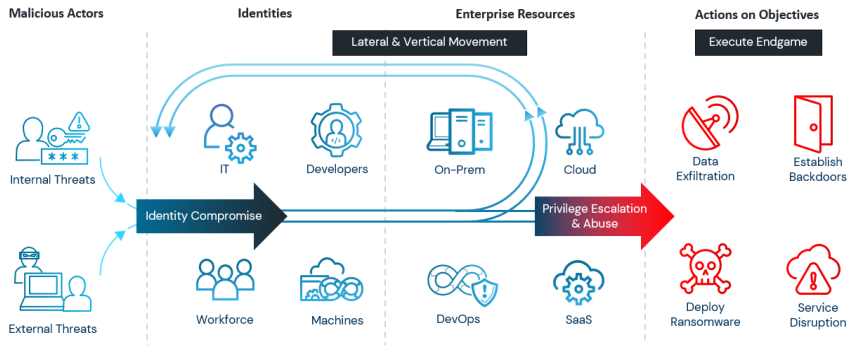 Malicious Actors
Identities
Enterprise Resources
Actions on Objectives
Lateral & Vertical Movement
Execute Endgame
***
Internal Threats
IT
Developers
On-Prem
Cloud
Data
Exfiltration
Establish
Backdoors
Identity Compromise
Privilege Escalation
& Abuse
External Threats
Workforce
Machines
DevOps
SaaS
Deploy
Ransomware
Service
Disruption